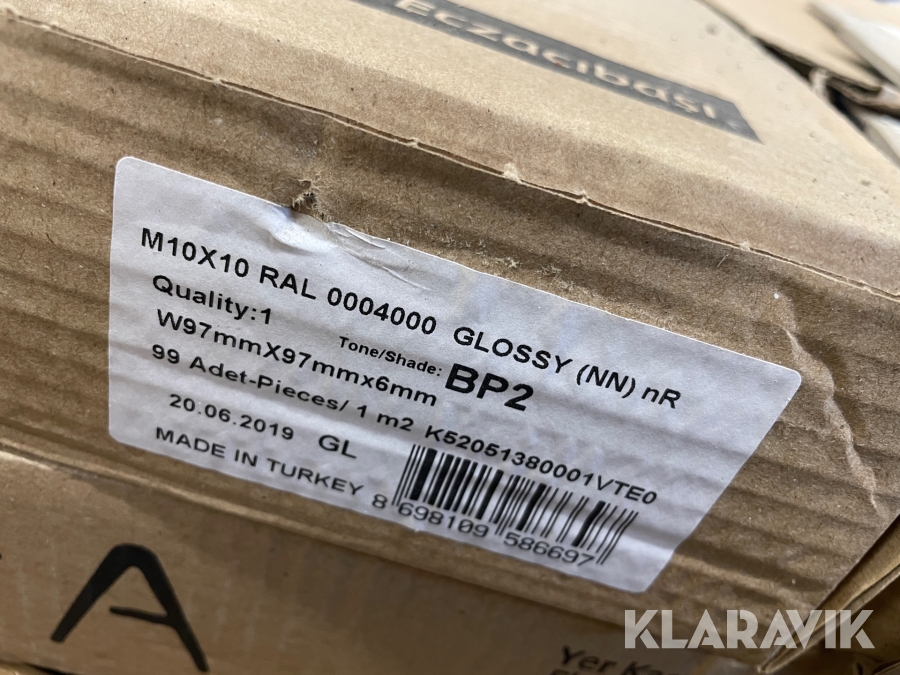 Eczacıbaşı
M10X10 RAL 0004000 GLOSSY (NN) nR
Quality:1
Tone/Shade: BP2
W97mmX97mmx6mm
99 Adet-Pieces/ 1 m2 K52051380001VTE0
20.06.2019 GL
MADE IN TURKEY
8 698109 586697
A
Yer
KLARAVIK